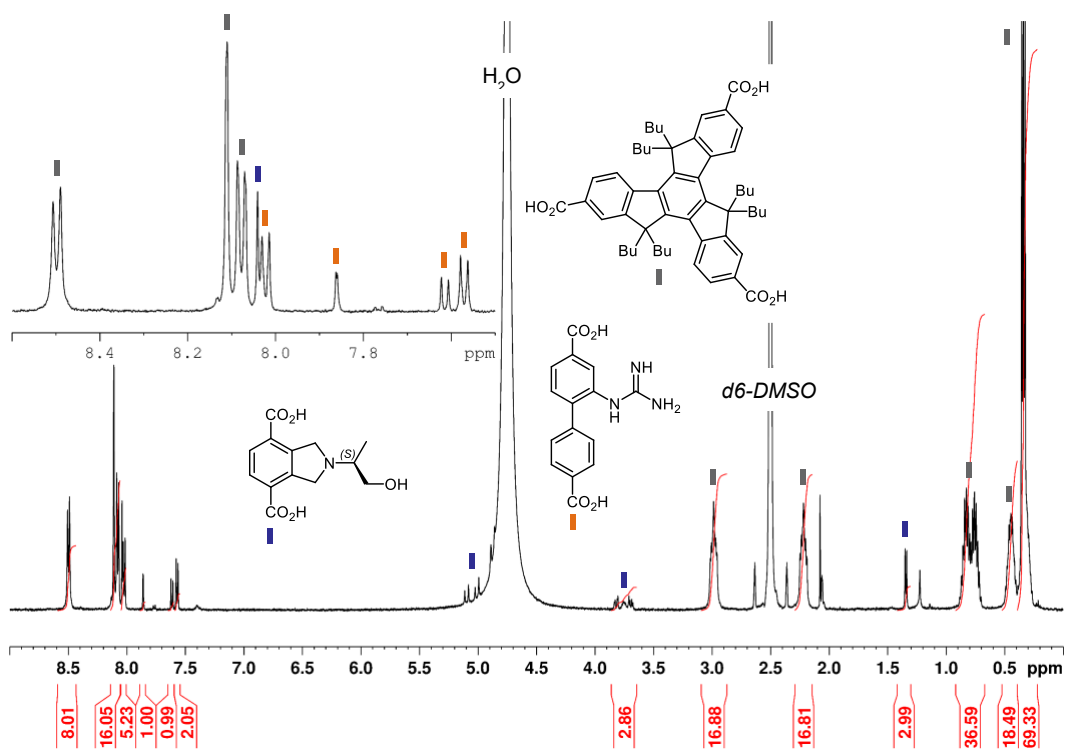 H₂O
CO₂H
Bu
Bu
Bu
HO₂C
Bu
Bu
Bu
CO₂H
8.4
8.2
8.0
7.8
ppm
CO₂H
NH
N
H
NH₂
CO₂H
d6-DMSO
CO₂H
N
(S)
OH
CO₂H
8.5
8.0
7.5
7.0
6.5
6.0
5.5
5.0
4.5
4.0
3.5
3.0
2.5
2.0
1.5
1.0
0.5
ppm
8.01
16.05
5.23
1.00
0.99
2.05
2.86
16.88
16.81
2.99
36.59
18.49
69.33